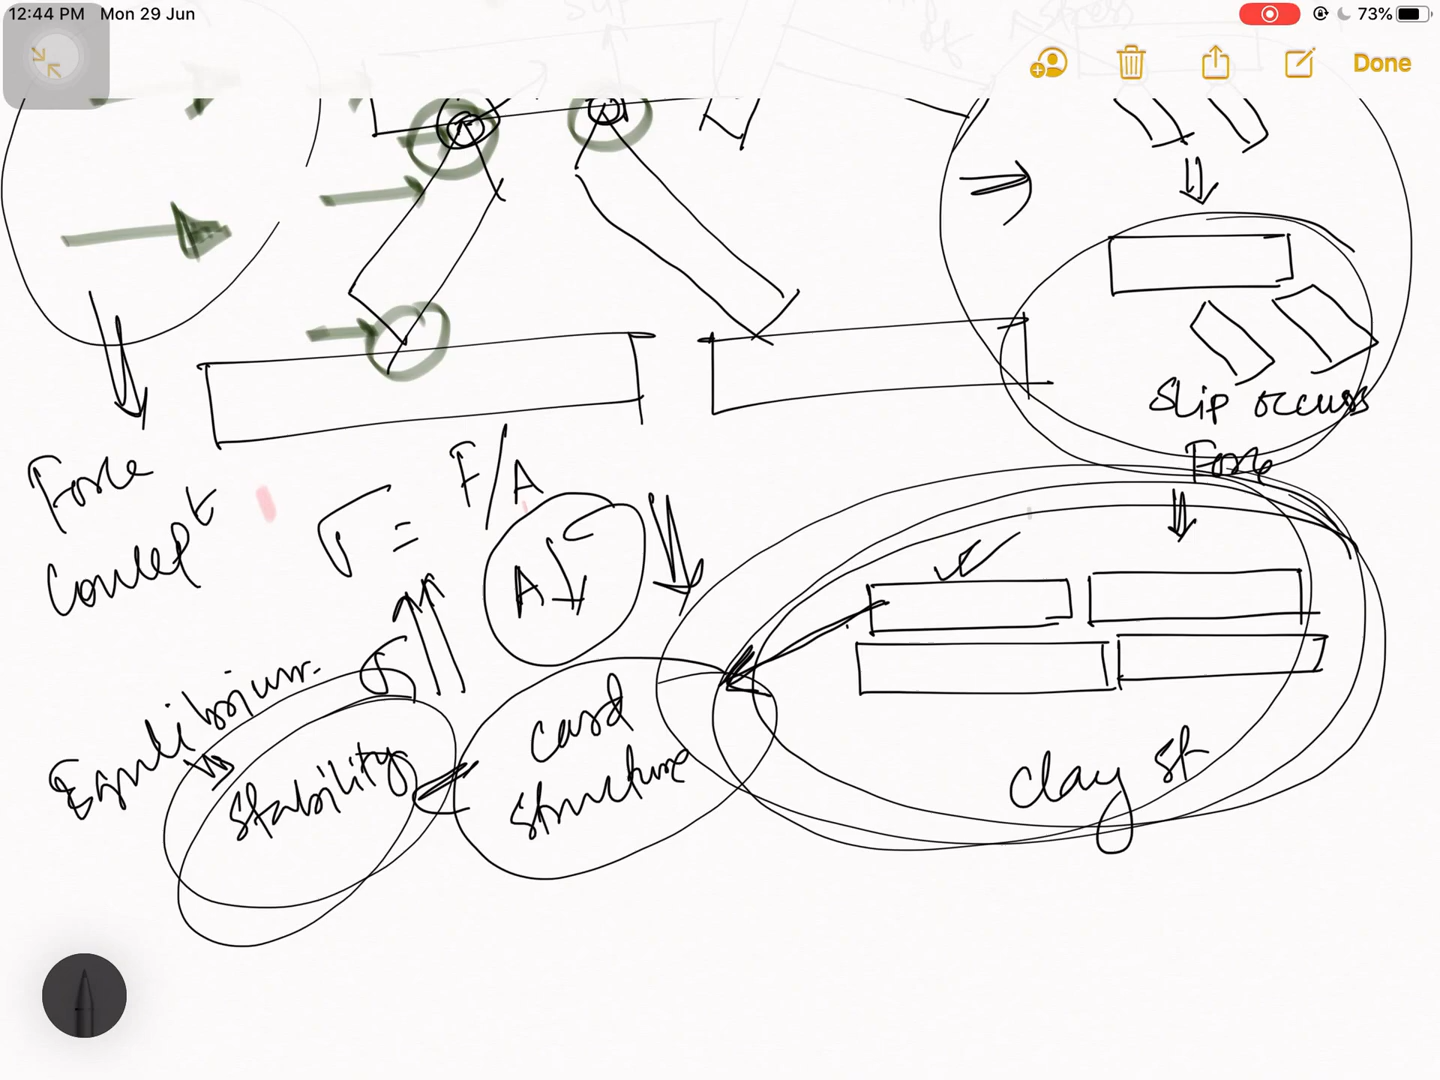 12:44 PM Mon 29 Jun
73%
Done
Slip occurs
Force
Force
concept
σ = F/A
A↓
σ
Equilibrium
Stability
card
structure
clay st